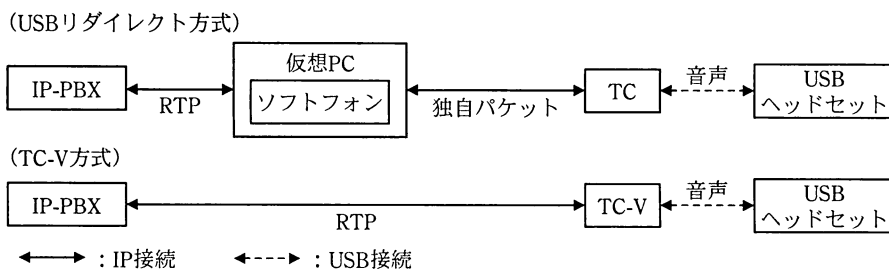 （USBリダイレクト方式）
IP-PBX
RTP
仮想PC
ソフトフォン
独自パケット
TC
音声
USB
ヘッドセット
（TC-V方式）
IP-PBX
RTP
TC-V
音声
USB
ヘッドセット
：IP接続
：USB接続